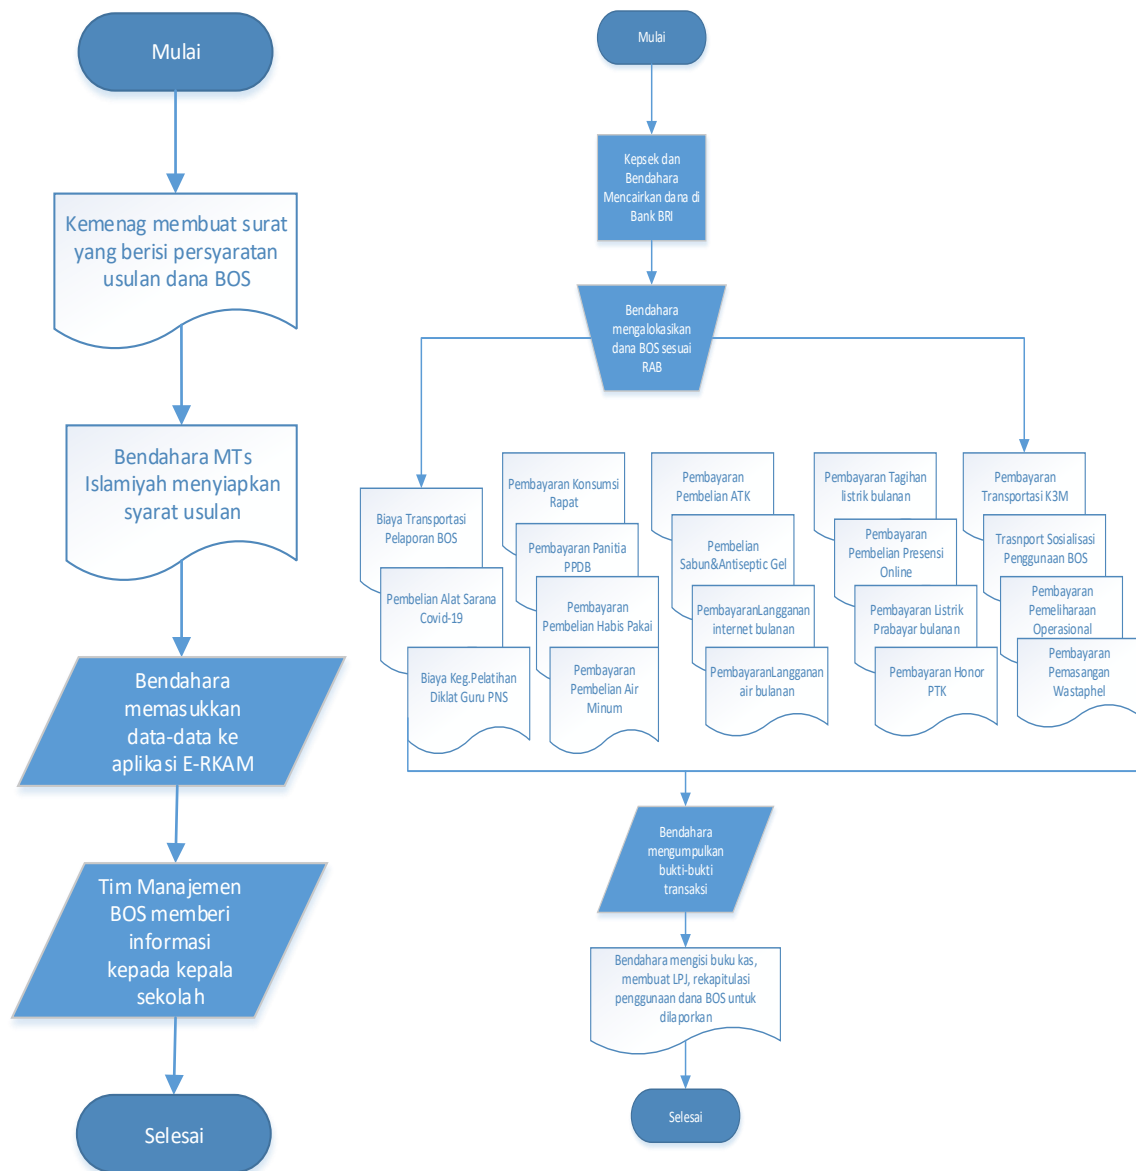 Mulai
Kemenag membuat surat
yang berisi persyaratan
usulan dana BOS
Bendahara MTs
Islamiyah menyiapkan
syarat usulan
Bendahara
memasukkan
data-data ke
aplikasi E-RKAM
Tim Manajemen
BOS memberi
informasi
kepada kepala
sekolah
Selesai
Mulai
Kepsek dan
Bendahara
Mencairkan dana di
Bank BRI
Bendahara
mengalokasikan
dana BOS sesuai
RAB
Biaya Transportasi
Pelaporan BOS
Pembelian Alat Sarana
Covid-19
Biaya Keg.Pelatihan
Diklat Guru PNS
Pembayaran Konsumsi
Rapat
Pembayaran Panitia
PPDB
Pembayaran
Pembelian Habis Pakai
Pembayaran
Pembelian Air
Minum
Pembayaran
Pembelian ATK
Pembelian
Sabun&Antiseptic Gel
PembayaranLangganan
internet bulanan
PembayaranLangganan
air bulanan
Pembayaran Tagihan
listrik bulanan
Pembayaran
Pembelian Presensi
Online
Pembayaran Listrik
Prabayar bulanan
Pembayaran Honor
PTK
Pembayaran
Transportasi K3M
Trasnport Sosialisasi
Penggunaan BOS
Pembayaran
Pemeliharaan
Operasional
Pembayaran
Pemasangan
Wastaphel
Bendahara
mengumpulkan
bukti-bukti
transaksi
Bendahara mengisi buku kas,
membuat LPJ, rekapitulasi
penggunaan dana BOS untuk
dilaporkan
Selesai